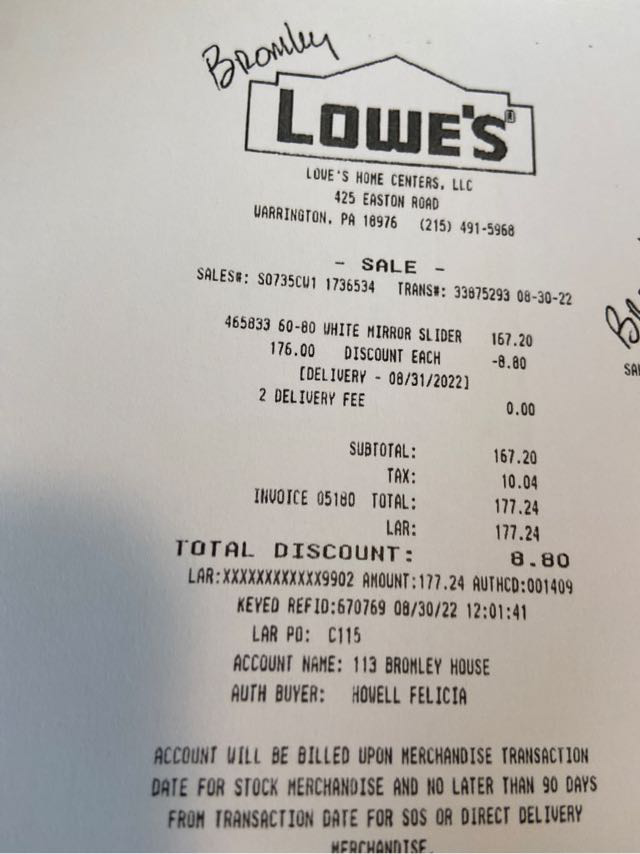 Bromley
LOWE'S®
LOWE'S HOME CENTERS, LLC
425 EASTON ROAD
WARRINGTON, PA 18976 (215) 491-5968
- SALE -
SALES#: S0735CW1 1736534 TRANS#: 33875293 08-30-22
465833 60-80 WHITE MIRROR SLIDER 167.20
176.00 DISCOUNT EACH -8.80
[DELIVERY - 08/31/2022]
2 DELIVERY FEE 0.00
SUBTOTAL: 167.20
TAX: 10.04
INVOICE 05180 TOTAL: 177.24
LAR: 177.24
TOTAL DISCOUNT: 8.80
LAR:XXXXXXXXXXXX9902 AMOUNT:177.24 AUTHCD:001409
KEYED REFID:670769 08/30/22 12:01:41
LAR PO: C115
ACCOUNT NAME: 113 BROMLEY HOUSE
AUTH BUYER: HOWELL FELICIA
ACCOUNT WILL BE BILLED UPON MERCHANDISE TRANSACTION
DATE FOR STOCK MERCHANDISE AND NO LATER THAN 90 DAYS
FROM TRANSACTION DATE FOR SOS OR DIRECT DELIVERY
MERCHANDISE.